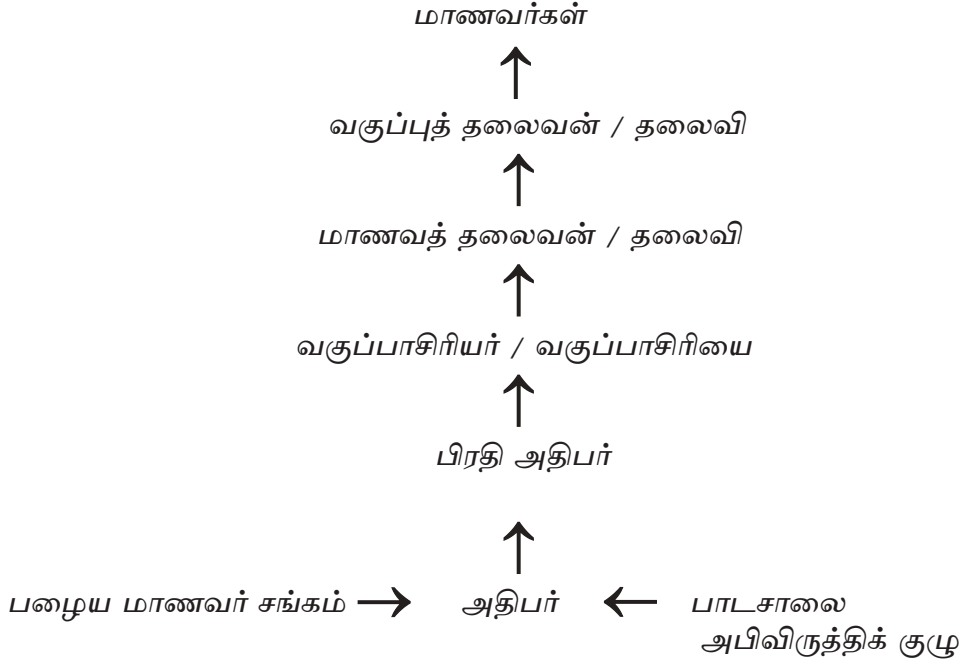 மாணவர்கள்
வகுப்புத் தலைவன் / தலைவி
மாணவத் தலைவன் / தலைவி
வகுப்பாசிரியர் / வகுப்பாசிரியை
பிரதி அதிபர்
பழைய மாணவர் சங்கம் அதிபர் பாடசாலை
அபிவிருத்திக் குழு